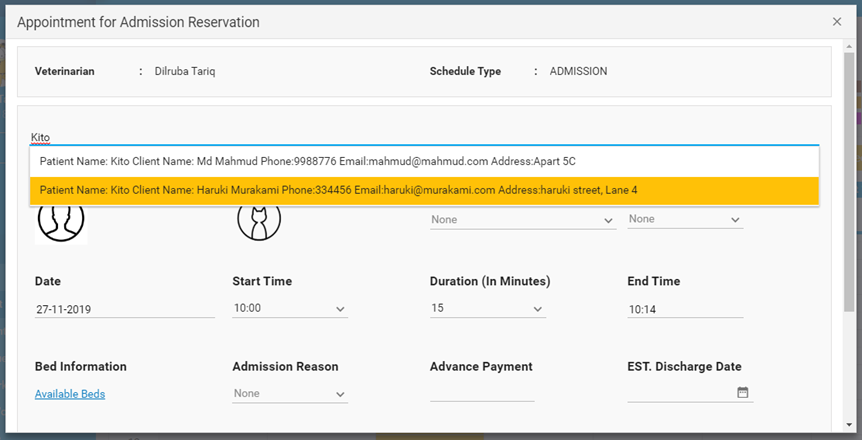 Appointment for Admission Reservation
Veterinarian : Dilruba Tariq Schedule Type : ADMISSION
Kito
Patient Name: Kito Client Name: Md Mahmud Phone:9988776 Email:mahmud@mahmud.com Address:Apart 5C
Patient Name: Kito Client Name: Haruki Murakami Phone:334456 Email:haruki@murakami.com Address:haruki street, Lane 4
None None
Date Start Time Duration (In Minutes) End Time
27-11-2019 10:00 15 10:14
Bed Information Admission Reason Advance Payment EST. Discharge Date
Available Beds None